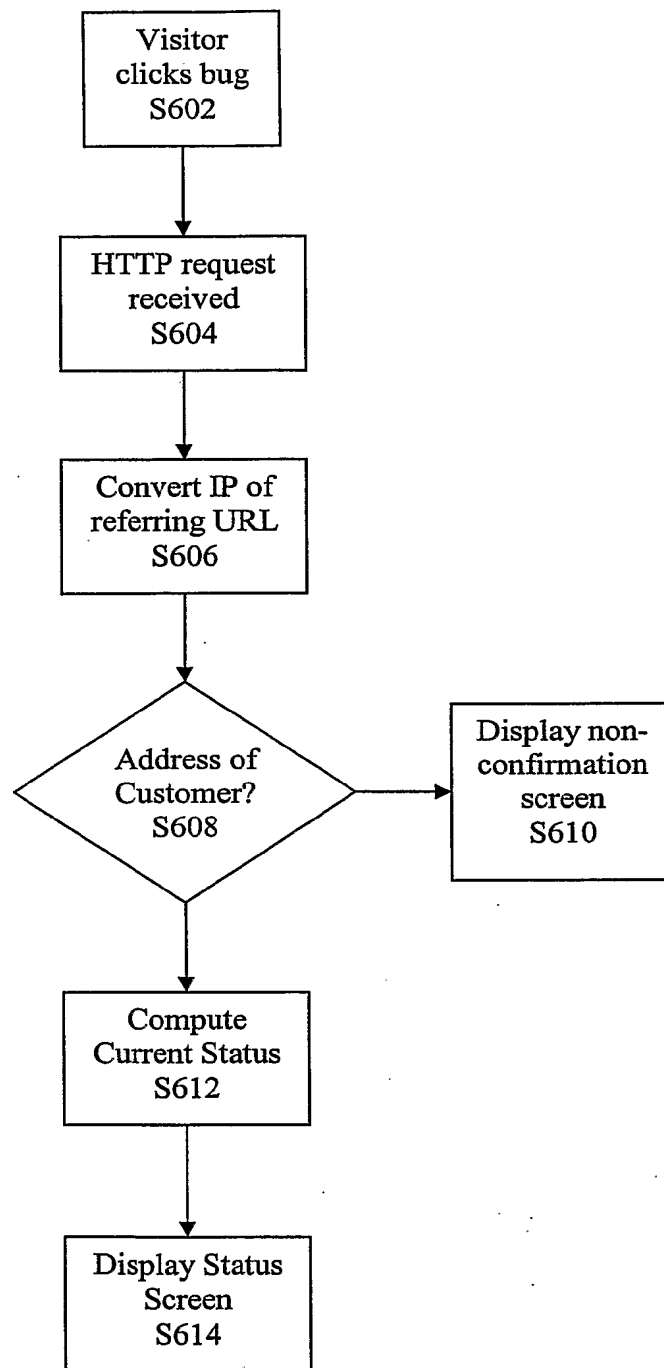 Visitor
clicks bug
S602
HTTP request
received
S604
Convert IP of
referring URL
S606
Address of
Customer?
S608
Display non-
confirmation
screen
S610
Compute
Current Status
S612
Display Status
Screen
S614